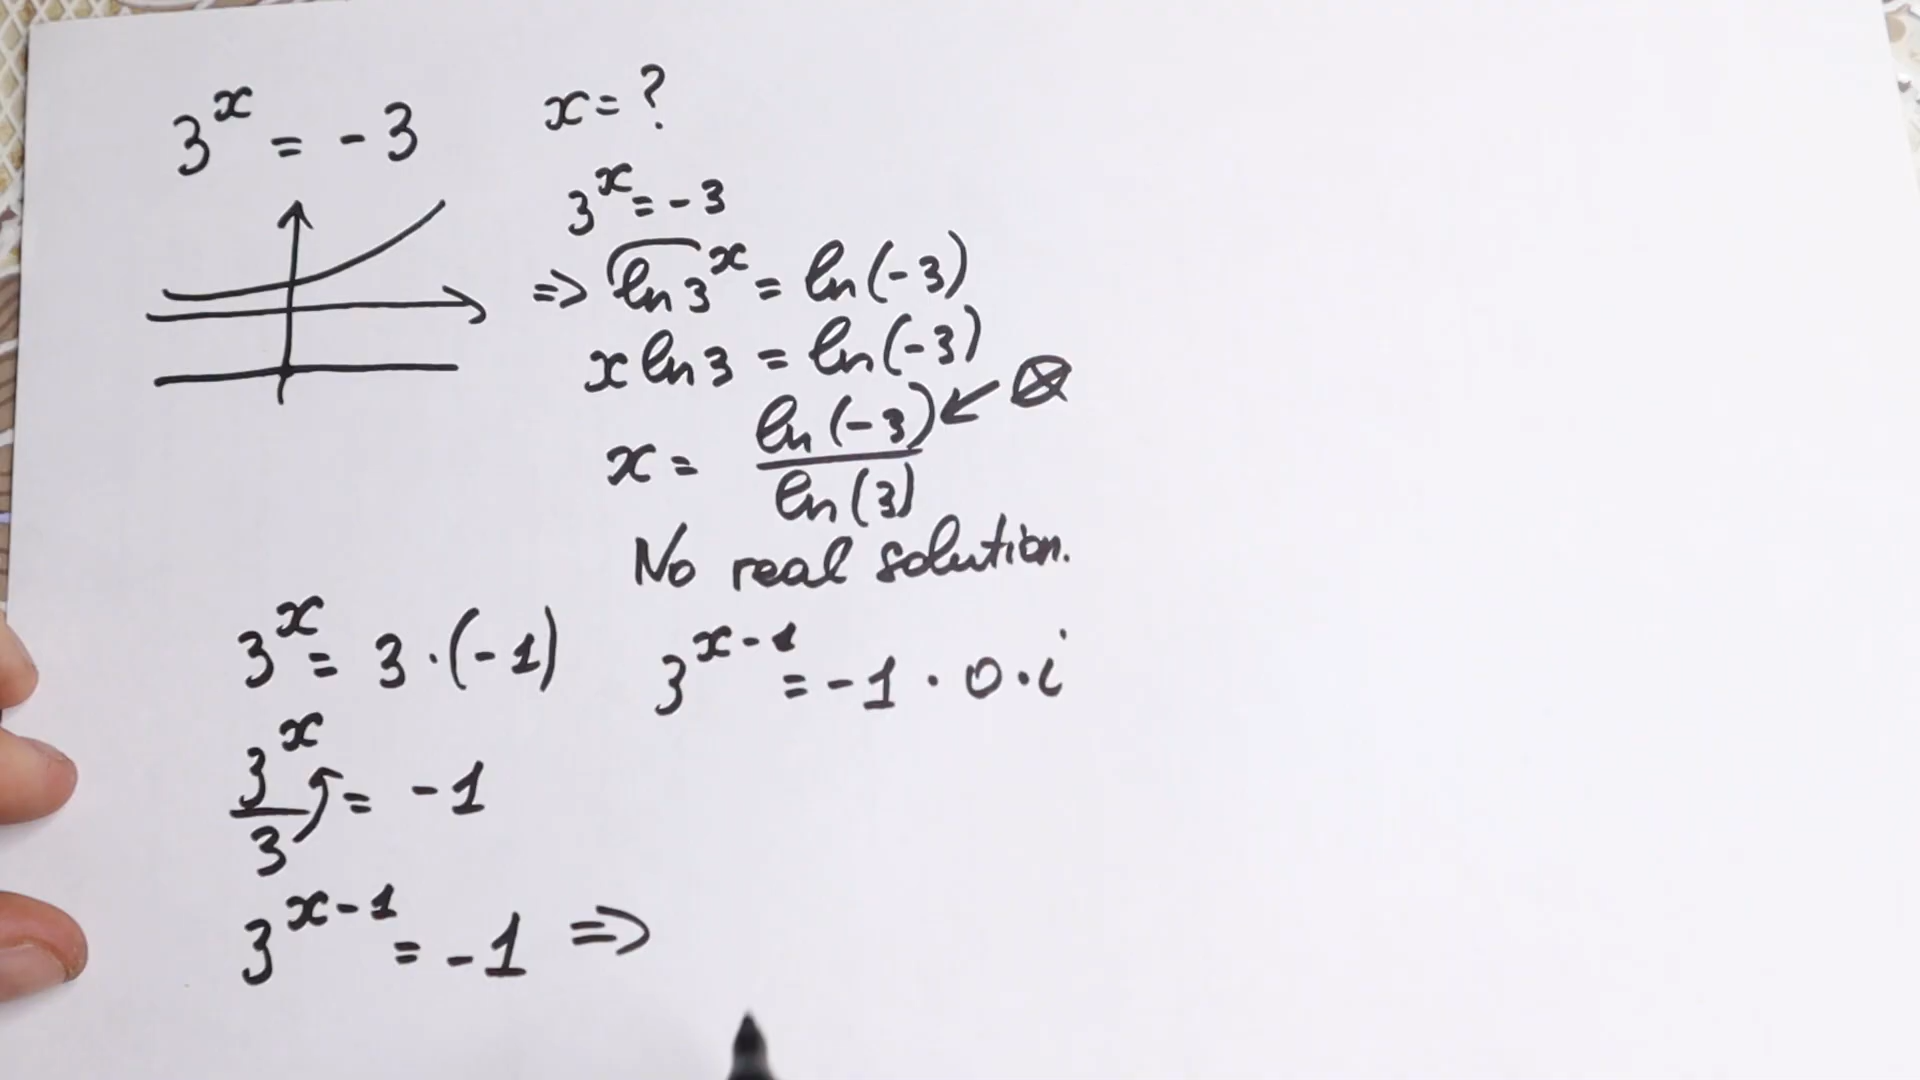 3^x = -3
x = ?
3^x = -3
=> ln 3^x = ln(-3)
x ln 3 = ln(-3)
x = ln(-3) / ln(3)
No real solution.
3^x = 3 · (-1)
3^x / 3 = -1
3^(x-1) = -1 =>
3^(x-1) = -1 · 0 · i